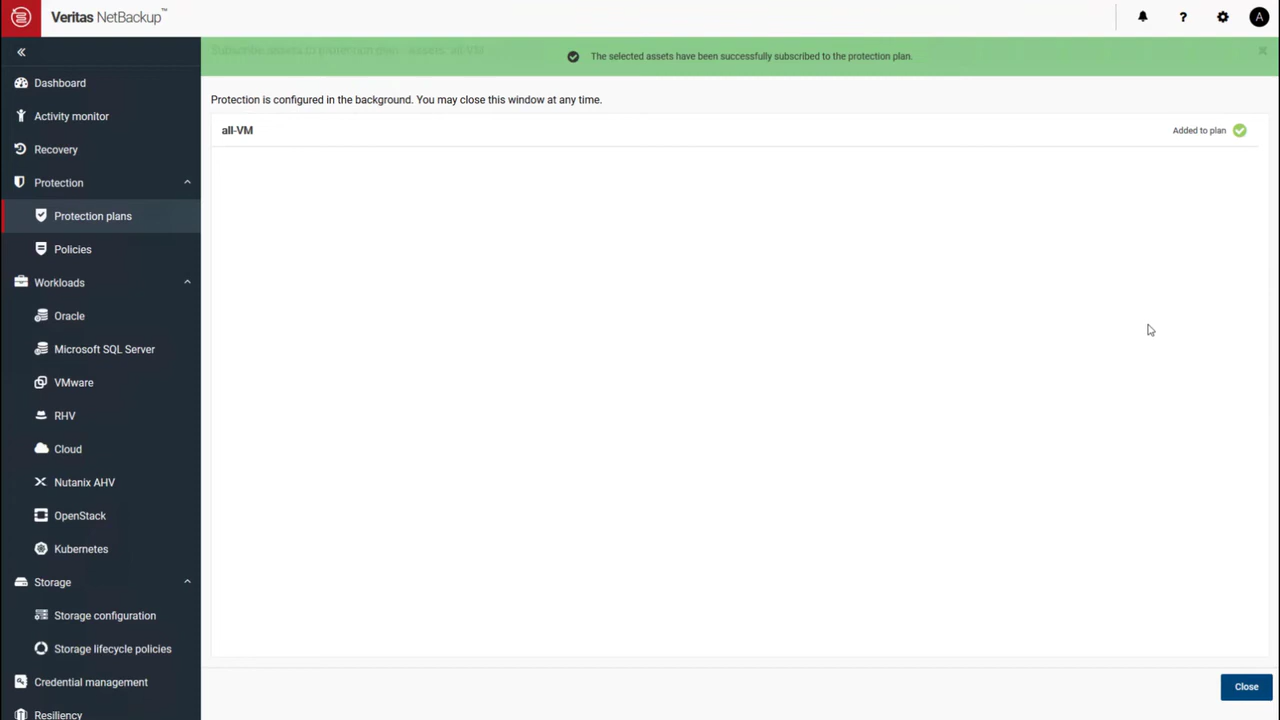 Veritas NetBackup™
A
Subscribe assets to protection plan - assets: all-VM
The selected assets have been successfully subscribed to the protection plan.
Protection is configured in the background. You may close this window at any time.
all-VM
Added to plan
Dashboard
Activity monitor
Recovery
Protection
Protection plans
Policies
Workloads
Oracle
Microsoft SQL Server
VMware
RHV
Cloud
Nutanix AHV
OpenStack
Kubernetes
Storage
Storage configuration
Storage lifecycle policies
Credential management
Resiliency
Close